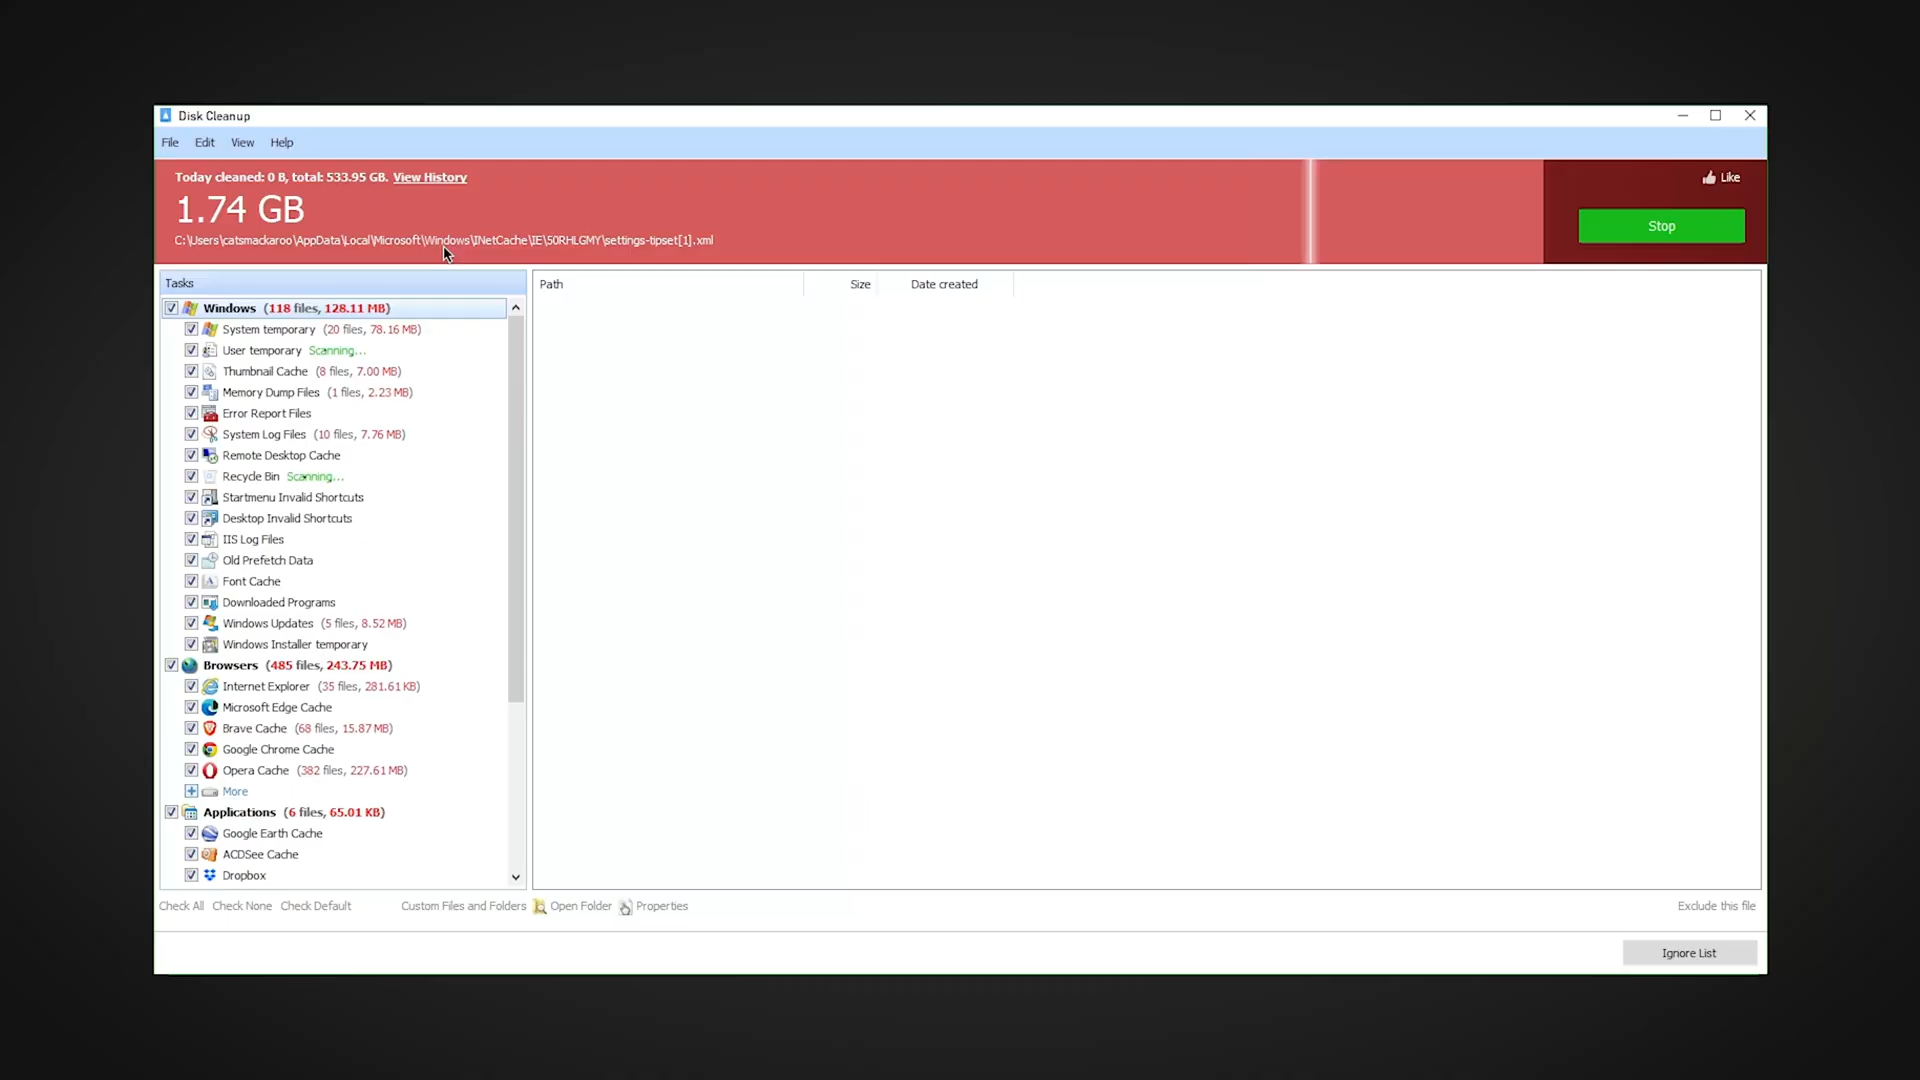 Disk Cleanup
File Edit View Help
Today cleaned: 0 B, total: 533.95 GB. View History
Like
1.74 GB
Stop
C:\Users\catsmackaroo\AppData\Local\Microsoft\Windows\INetCache\IE\50RHLGMY\settings-tipset[1].xml
Tasks
Path Size Date created
Windows (118 files, 128.11 MB)
System temporary (20 files, 78.16 MB)
User temporary Scanning...
Thumbnail Cache (8 files, 7.00 MB)
Memory Dump Files (1 files, 2.23 MB)
Error Report Files
System Log Files (10 files, 7.76 MB)
Remote Desktop Cache
Recycle Bin Scanning...
Startmenu Invalid Shortcuts
Desktop Invalid Shortcuts
IIS Log Files
Old Prefetch Data
Font Cache
Downloaded Programs
Windows Updates (5 files, 8.52 MB)
Windows Installer temporary
Browsers (485 files, 243.75 MB)
Internet Explorer (35 files, 281.61 KB)
Microsoft Edge Cache
Brave Cache (68 files, 15.87 MB)
Google Chrome Cache
Opera Cache (382 files, 227.61 MB)
More
Applications (6 files, 65.01 KB)
Google Earth Cache
ACDSee Cache
Dropbox
Check All Check None Check Default Custom Files and Folders Open Folder Properties Exclude this file
Ignore List